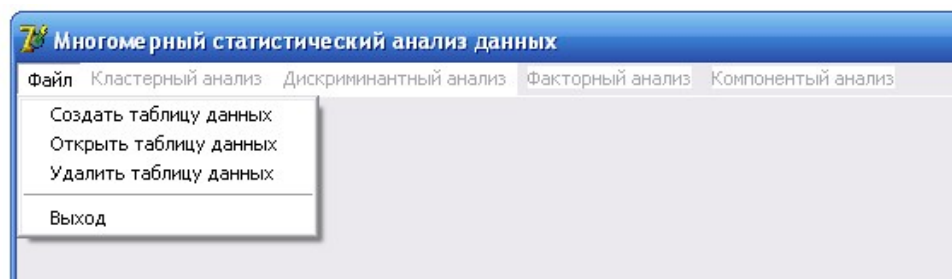 Многомерный статистический анализ данных
Файл Кластерный анализ Дискриминантный анализ Факторный анализ Компонентый анализ
Создать таблицу данных
Открыть таблицу данных
Удалить таблицу данных
Выход